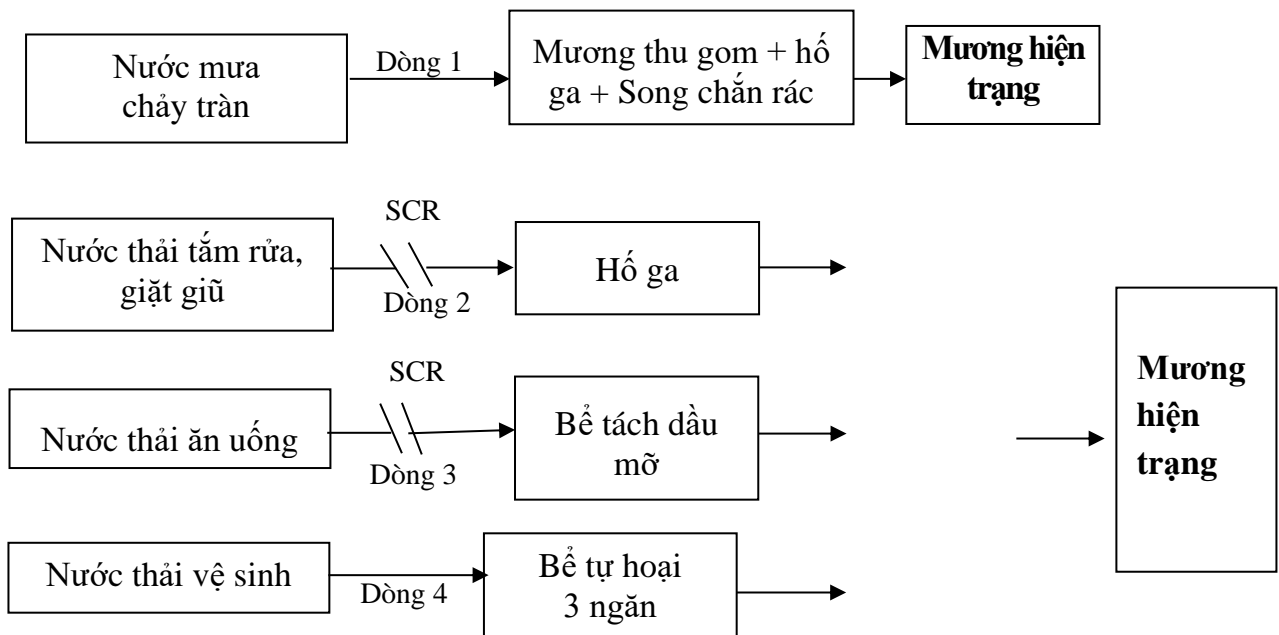 Nước mưa
chảy tràn
Dòng 1
Mương thu gom + hố
ga + Song chắn rác
Mương hiện
trạng
Nước thải tắm rửa,
giặt giũ
SCR
Dòng 2
Hố ga
Nước thải ăn uống
SCR
Dòng 3
Bể tách dầu
mỡ
Nước thải vệ sinh
Dòng 4
Bể tự hoại
3 ngăn
Mương
hiện
trạng